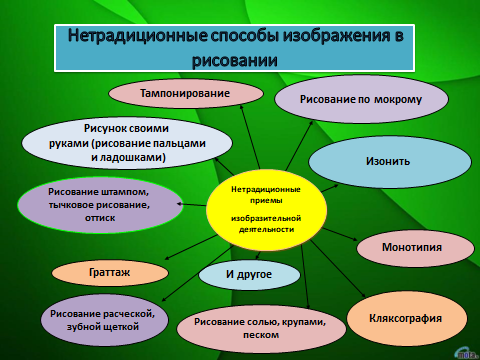 Нетрадиционные способы изображения в
рисовании
Тампонирование
Рисование по мокрому
Рисунок своими
руками (рисование пальцами
и ладошками)
Изонить
Рисование штампом,
тычковое рисование,
оттиск
Нетрадиционные
приемы
изобразительной
деятельности
Монотипия
Граттаж
И другое
Рисование расческой,
зубной щеткой
Рисование солью, крупами,
песком
Кляксография